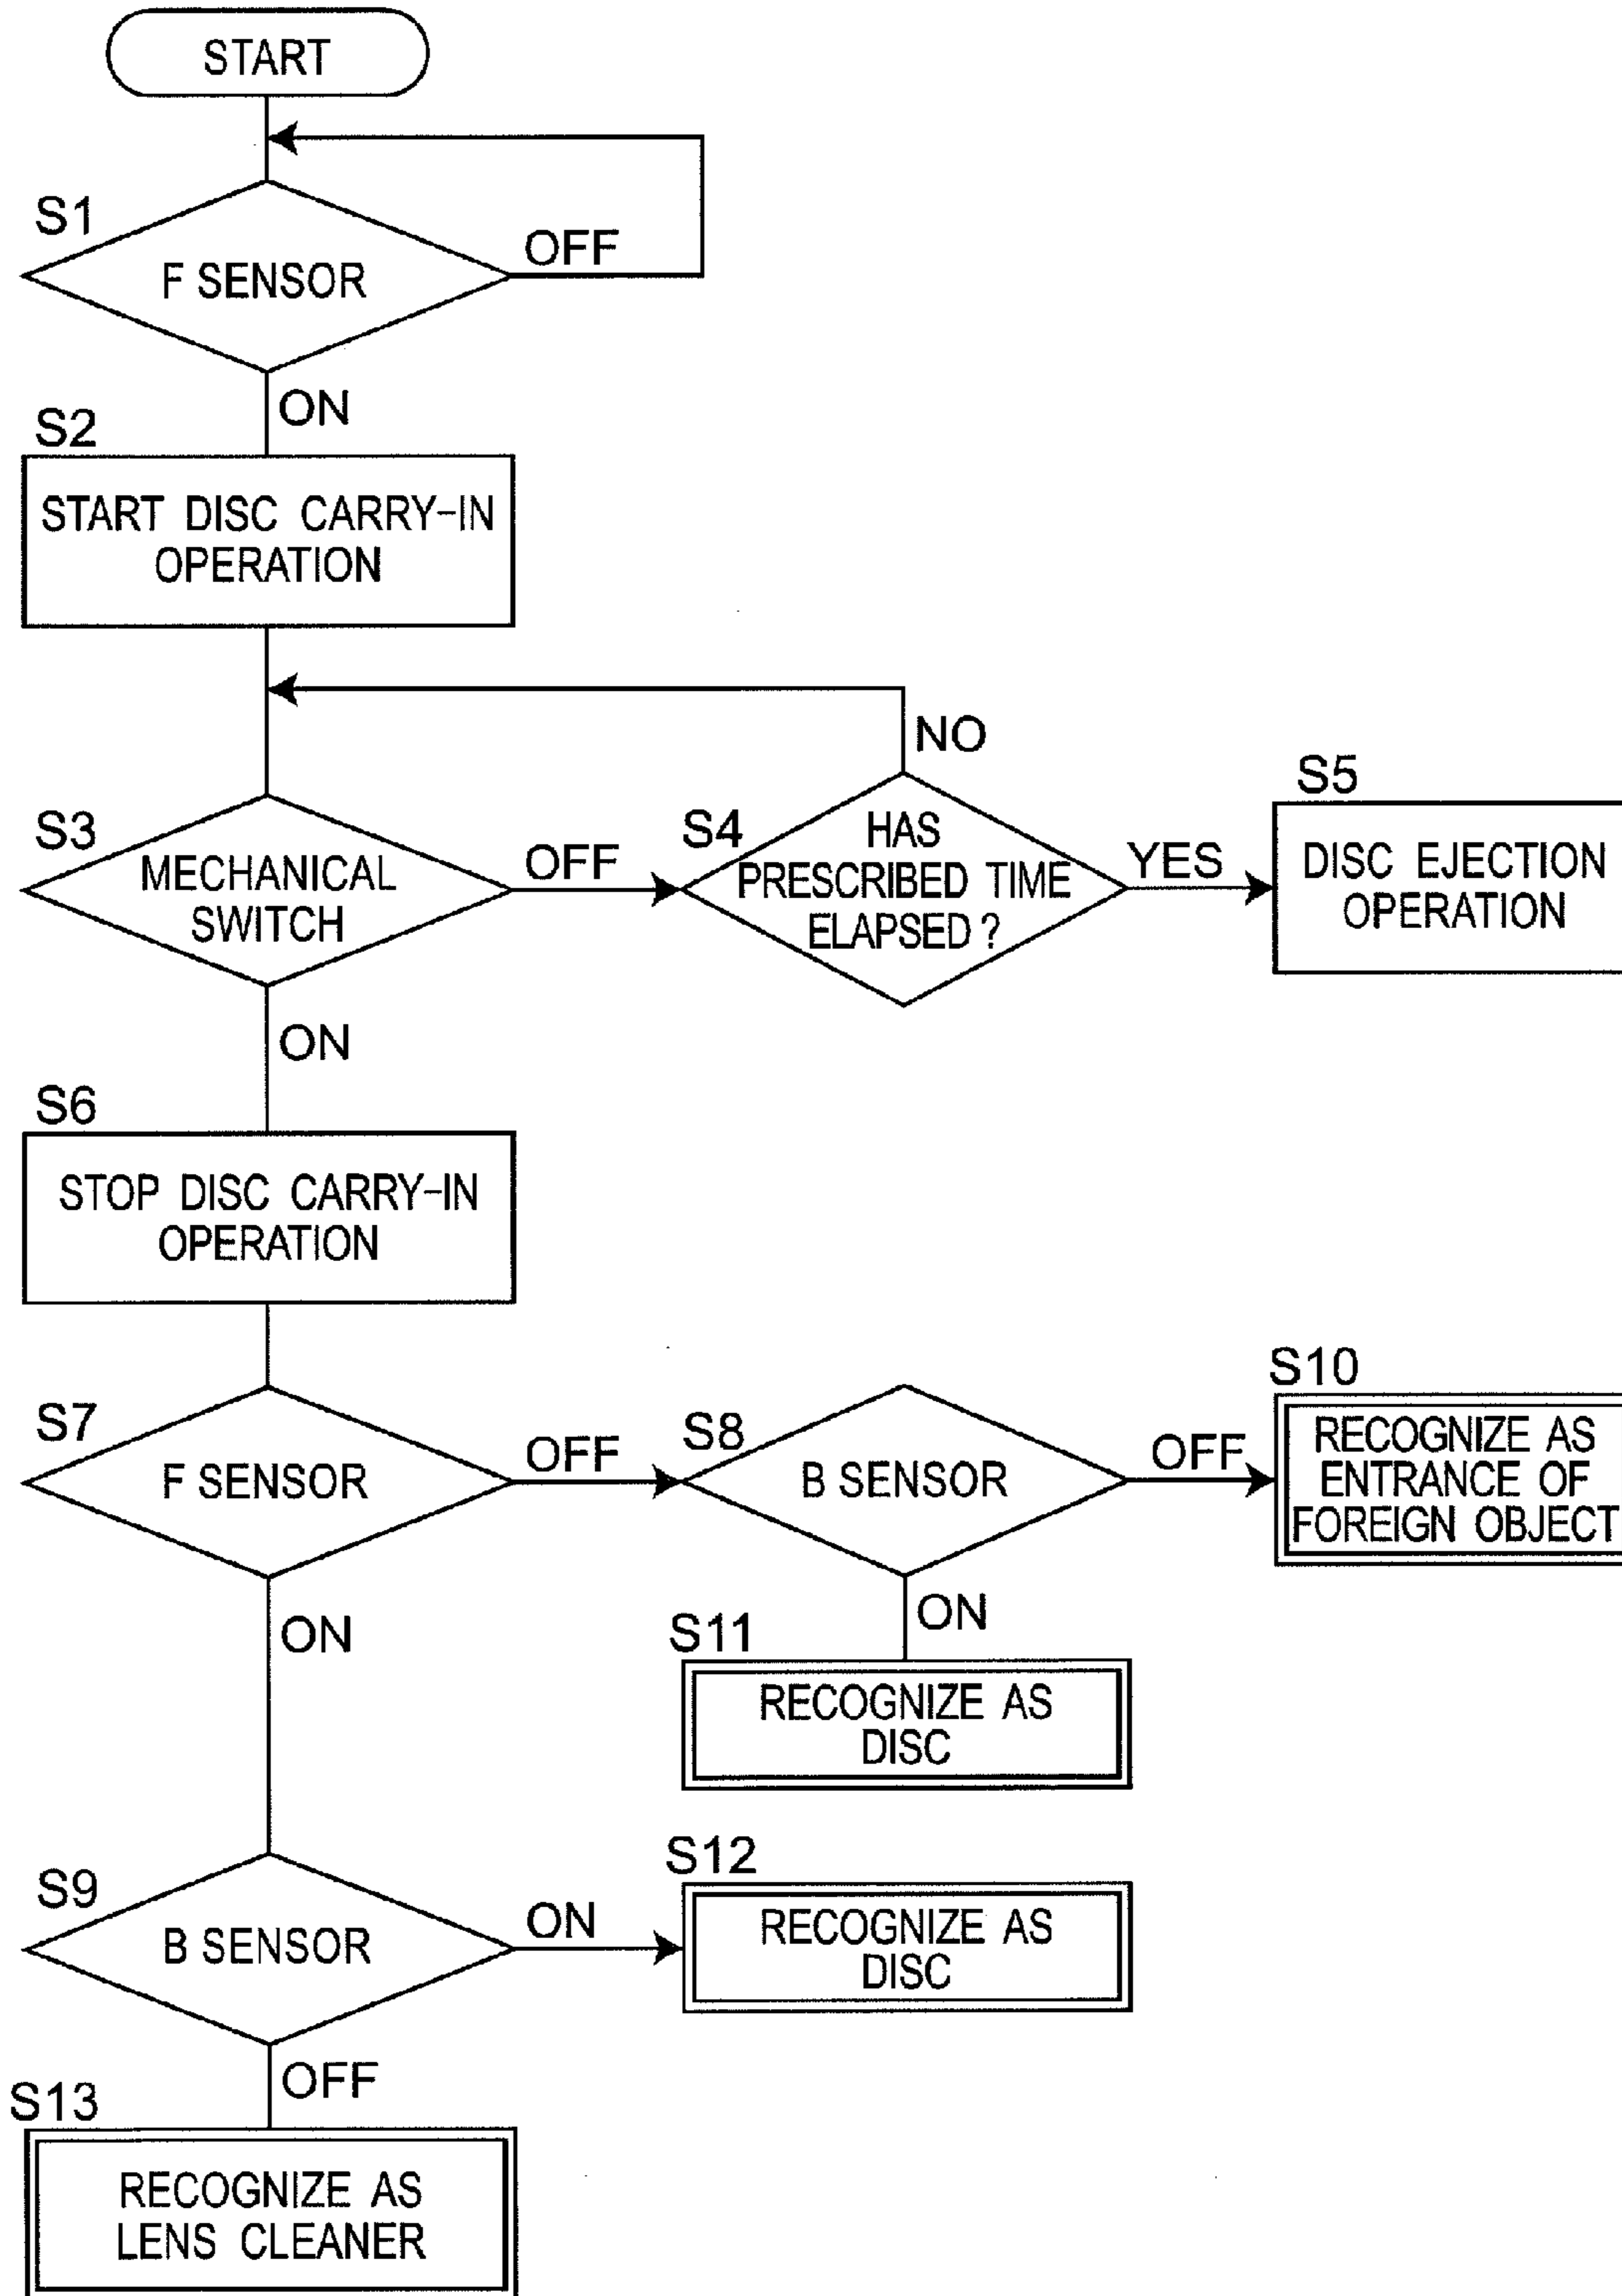 START
S1
F SENSOR
OFF
ON
S2
START DISC CARRY-IN
OPERATION
NO
S3
MECHANICAL
SWITCH
OFF
S4
HAS
PRESCRIBED TIME
ELAPSED ?
YES
S5
DISC EJECTION
OPERATION
ON
S6
STOP DISC CARRY-IN
OPERATION
S7
F SENSOR
OFF
S8
B SENSOR
OFF
S10
RECOGNIZE AS
ENTRANCE OF
FOREIGN OBJECT
ON
ON
S11
RECOGNIZE AS
DISC
S9
B SENSOR
ON
S12
RECOGNIZE AS
DISC
OFF
S13
RECOGNIZE AS
LENS CLEANER